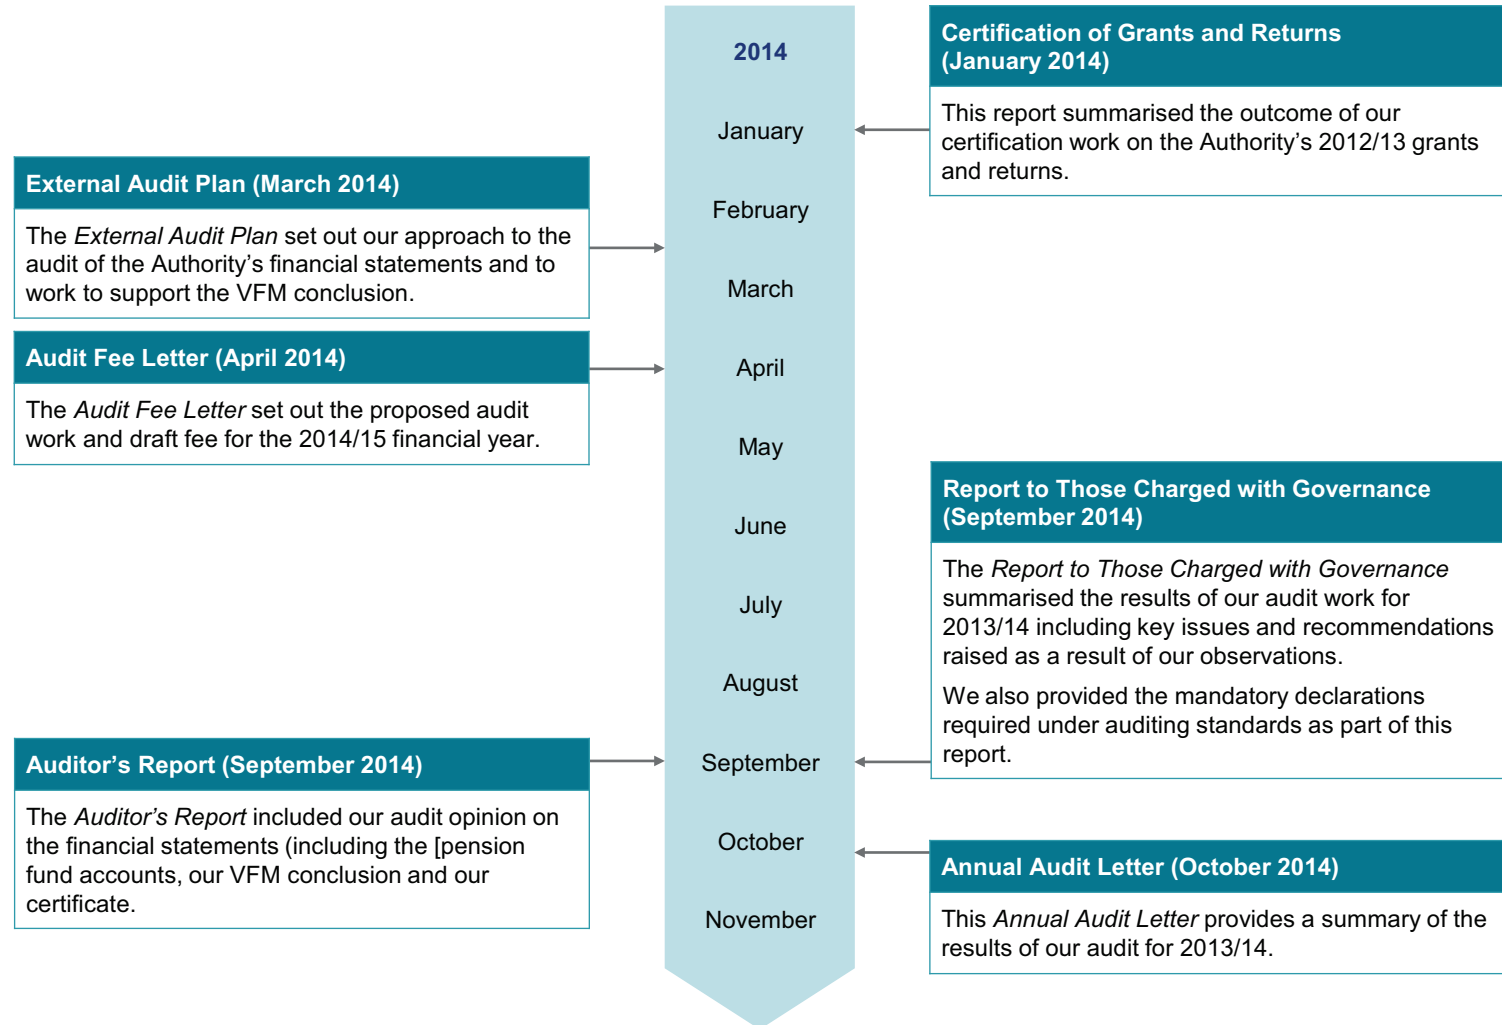 2014
January
February
March
April
May
June
July
August
September
October
November
External Audit Plan (March 2014)
The External Audit Plan set out our approach to the
audit of the Authority’s financial statements and to
work to support the VFM conclusion.
Audit Fee Letter (April 2014)
The Audit Fee Letter set out the proposed audit
work and draft fee for the 2014/15 financial year.
Auditor’s Report (September 2014)
The Auditor’s Report included our audit opinion on
the financial statements (including the [pension
fund accounts, our VFM conclusion and our
certificate.
Certification of Grants and Returns
(January 2014)
This report summarised the outcome of our
certification work on the Authority’s 2012/13 grants
and returns.
Report to Those Charged with Governance
(September 2014)
The Report to Those Charged with Governance
summarised the results of our audit work for
2013/14 including key issues and recommendations
raised as a result of our observations.
We also provided the mandatory declarations
required under auditing standards as part of this
report.
Annual Audit Letter (October 2014)
This Annual Audit Letter provides a summary of the
results of our audit for 2013/14.